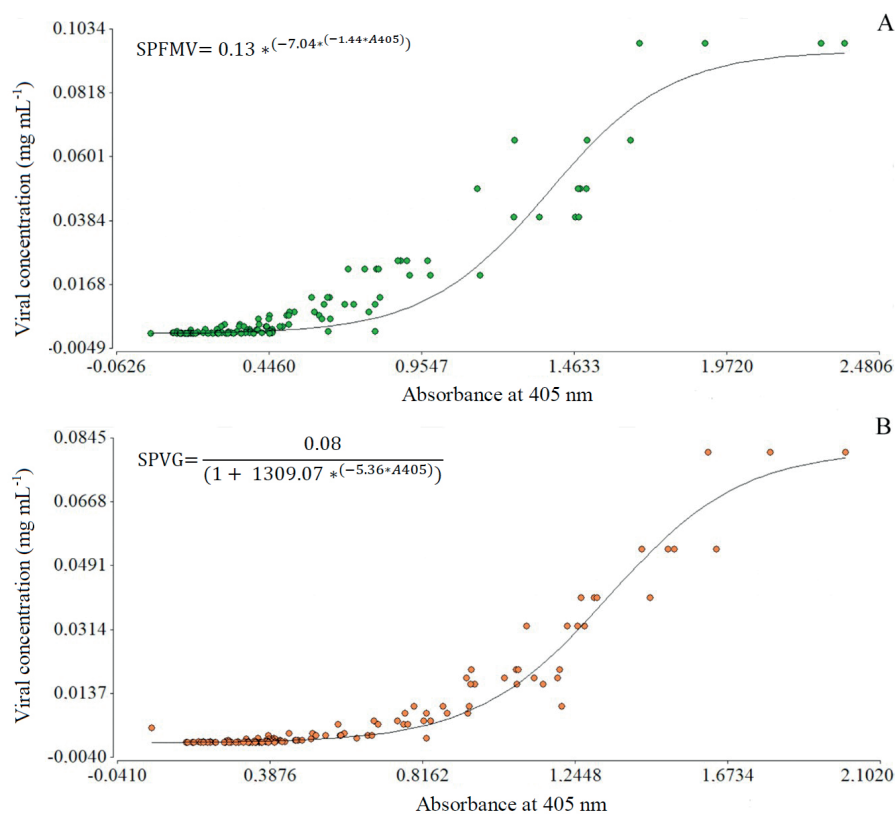 A
SPFMV= 0.13 *^(−7.04*^(−1.44*A405))
Viral concentration (mg mL⁻¹)
0.1034
0.0818
0.0601
0.0384
0.0168
-0.0049
-0.0626 0.4460 0.9547 1.4633 1.9720 2.4806
Absorbance at 405 nm
B
SPVG= 0.08
(1 + 1309.07 *^(−5.36*A405))
Viral concentration (mg mL⁻¹)
0.0845
0.0668
0.0491
0.0314
0.0137
-0.0040
-0.0410 0.3876 0.8162 1.2448 1.6734 2.1020
Absorbance at 405 nm